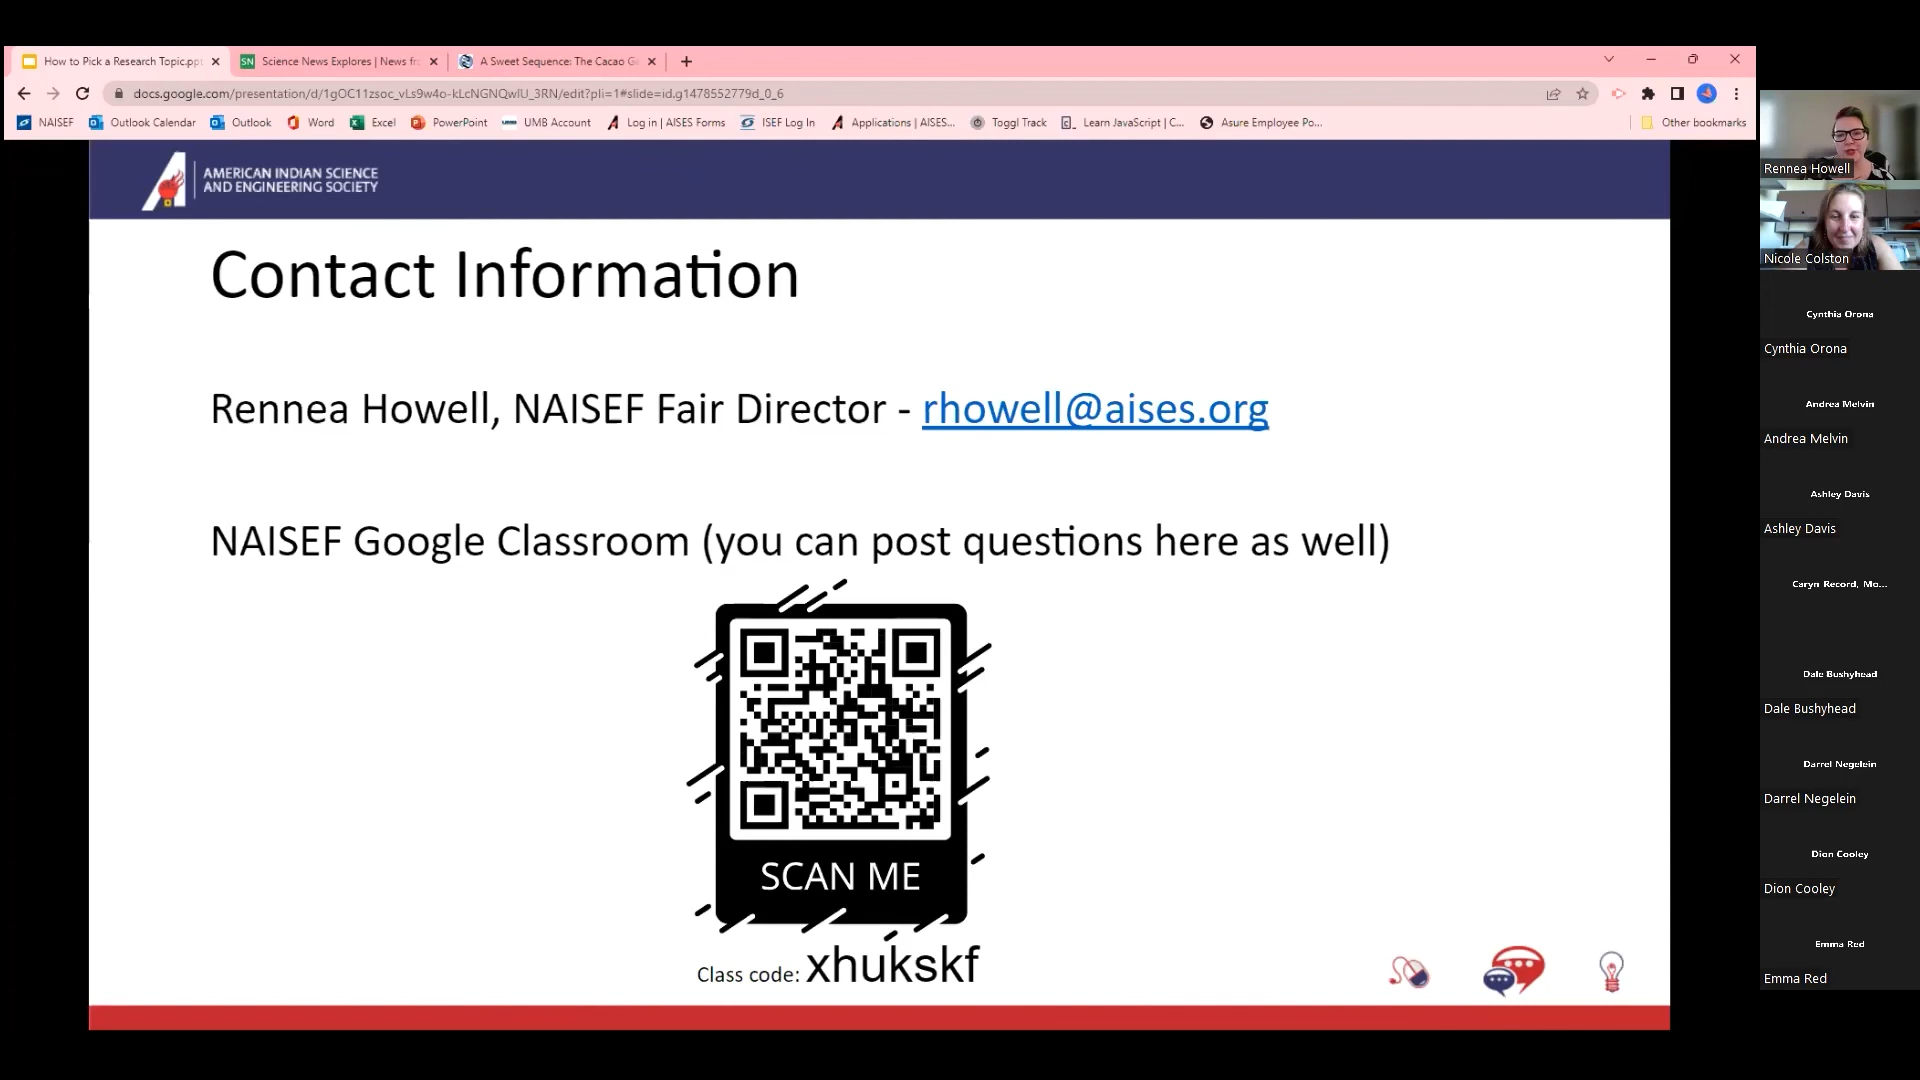 How to Pick a Research Topic.pp
Science News Explores | News fr
A Sweet Sequence: The Cacao Ge
docs.google.com/presentation/d/1gOC11zsoc_vLs9w4o-kLcNGNQwlU_3RN/edit?pli=1#slide=id.g1478552779d_0_6
NAISEF
Outlook Calendar
Outlook
Word
Excel
PowerPoint
UMB Account
Log in | AISES Forms
ISEF Log In
Applications | AISES...
Toggl Track
Learn JavaScript | C...
Asure Employee Po...
Other bookmarks
AMERICAN INDIAN SCIENCE
AND ENGINEERING SOCIETY
Contact Information
Rennea Howell, NAISEF Fair Director - rhowell@aises.org
NAISEF Google Classroom (you can post questions here as well)
SCAN ME
Class code: xhukskf
Rennea Howell
Nicole Colston
Cynthia Orona
Cynthia Orona
Andrea Melvin
Andrea Melvin
Ashley Davis
Ashley Davis
Caryn Record, Mo...
Dale Bushyhead
Dale Bushyhead
Darrel Negelein
Darrel Negelein
Dion Cooley
Dion Cooley
Emma Red
Emma Red